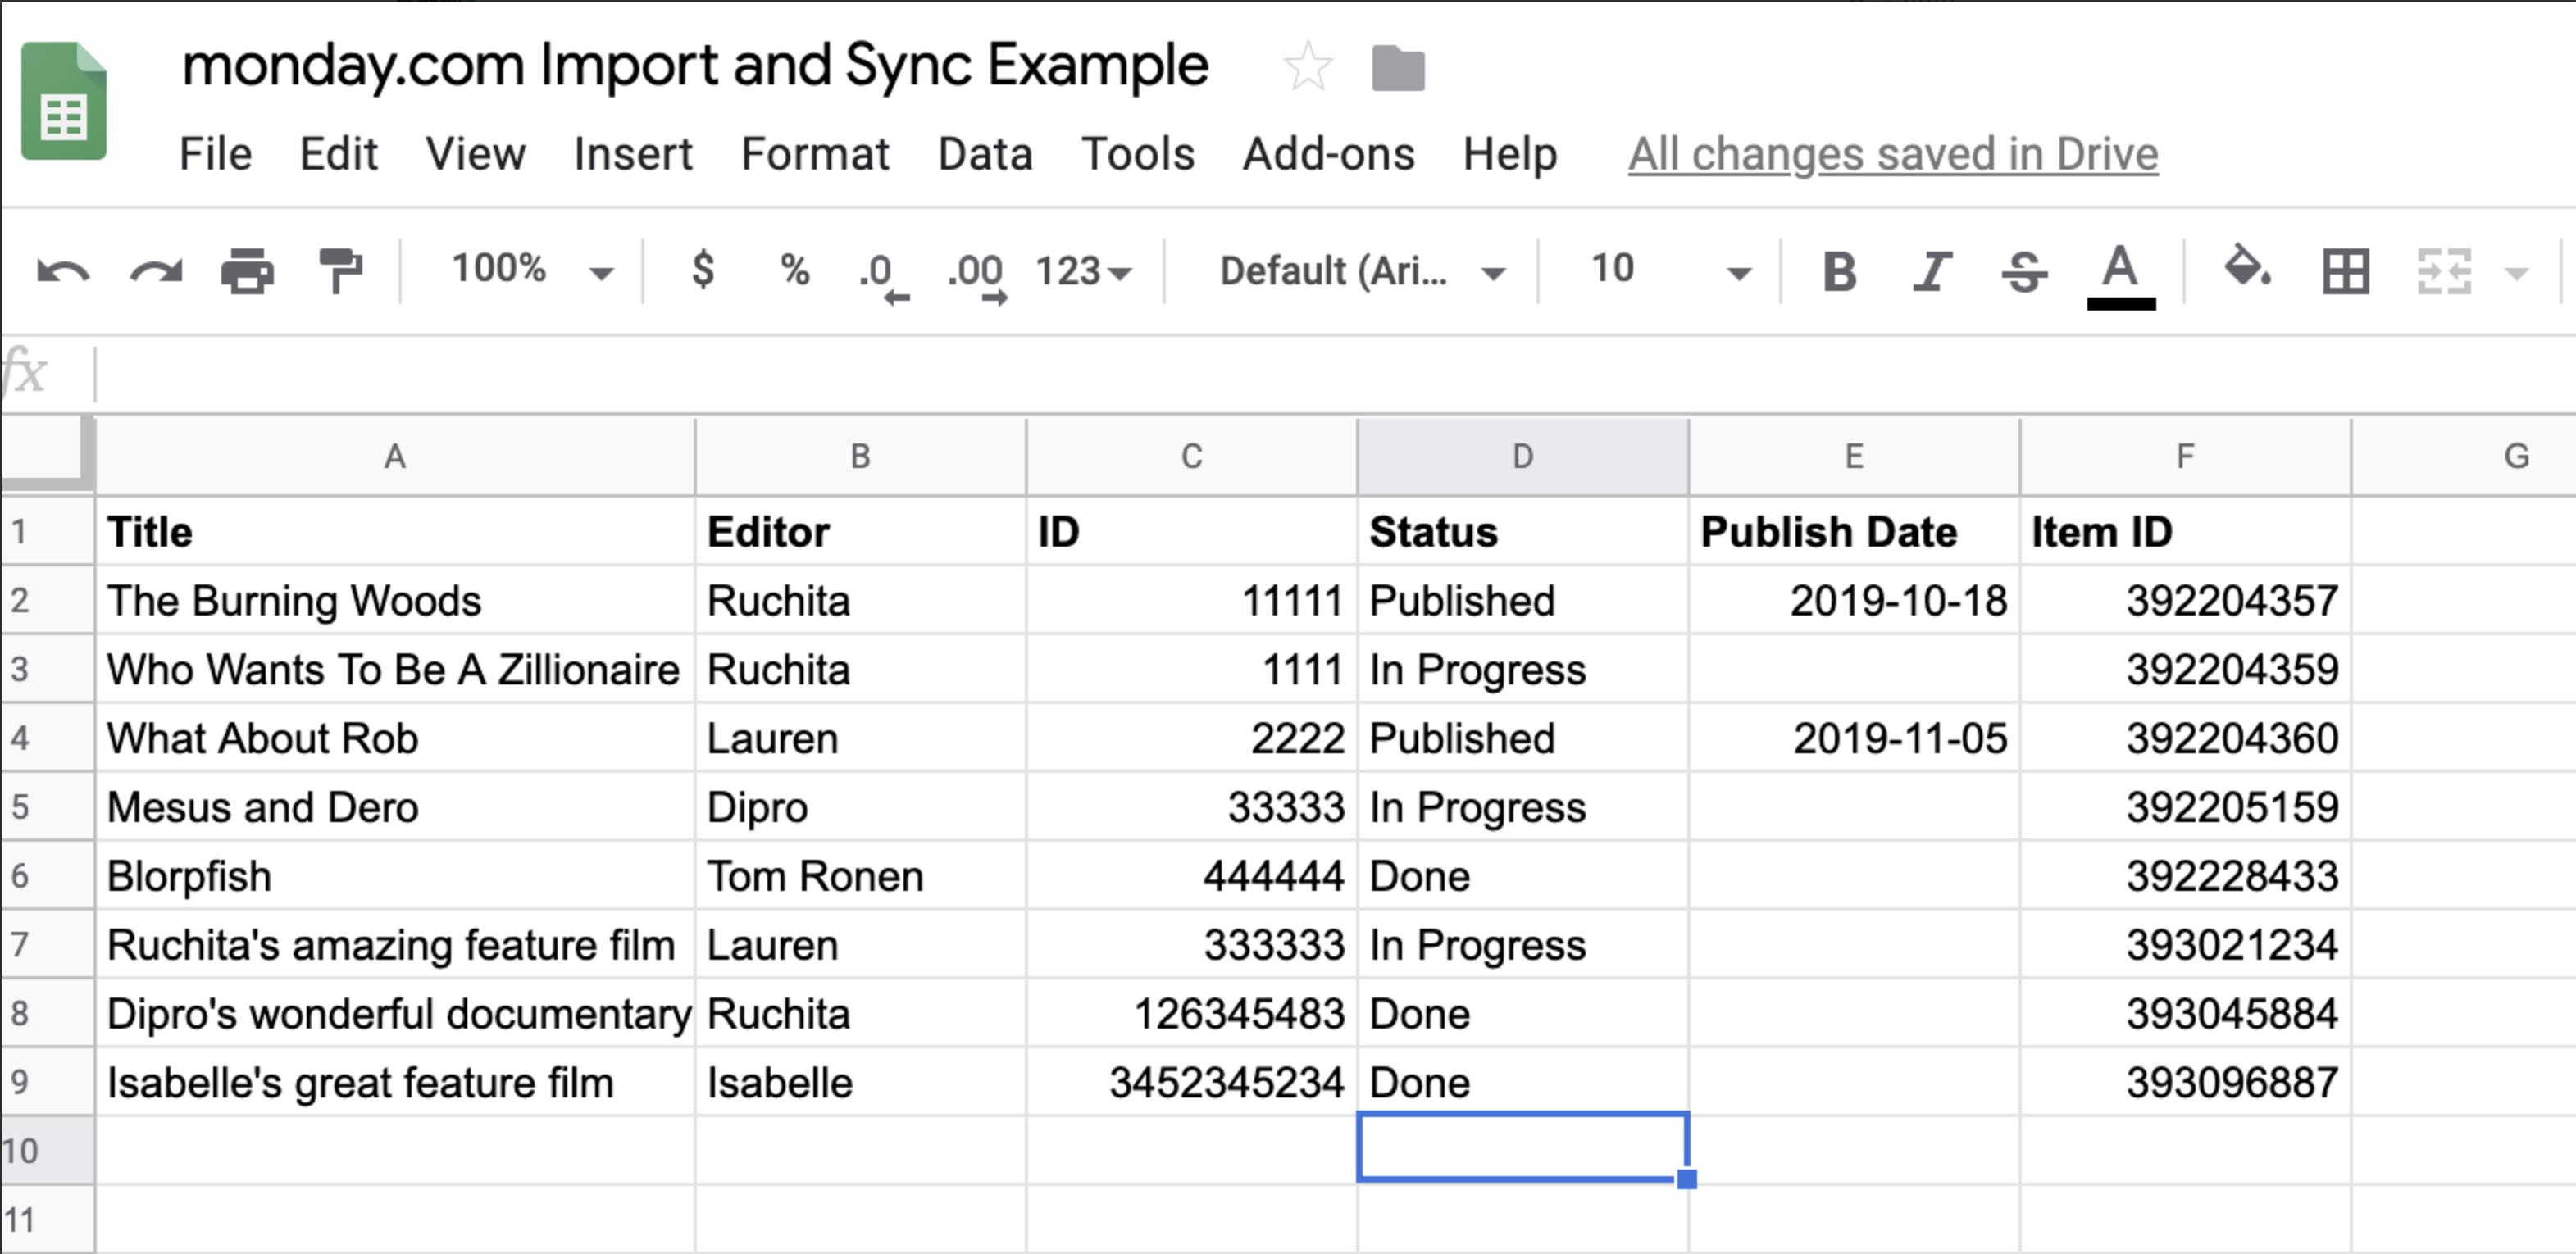 monday.com Import and Sync Example
File Edit View Insert Format Data Tools Add-ons Help All changes saved in Drive
100% $ % .0 .00 123 Default (Ari... 10 B I S A
fx
A B C D E F G
1 Title Editor ID Status Publish Date Item ID
2 The Burning Woods Ruchita 11111 Published 2019-10-18 392204357
3 Who Wants To Be A Zillionaire Ruchita 1111 In Progress 392204359
4 What About Rob Lauren 2222 Published 2019-11-05 392204360
5 Mesus and Dero Dipro 33333 In Progress 392205159
6 Blorpfish Tom Ronen 444444 Done 392228433
7 Ruchita's amazing feature film Lauren 333333 In Progress 393021234
8 Dipro's wonderful documentary Ruchita 126345483 Done 393045884
9 Isabelle's great feature film Isabelle 3452345234 Done 393096887
10
11